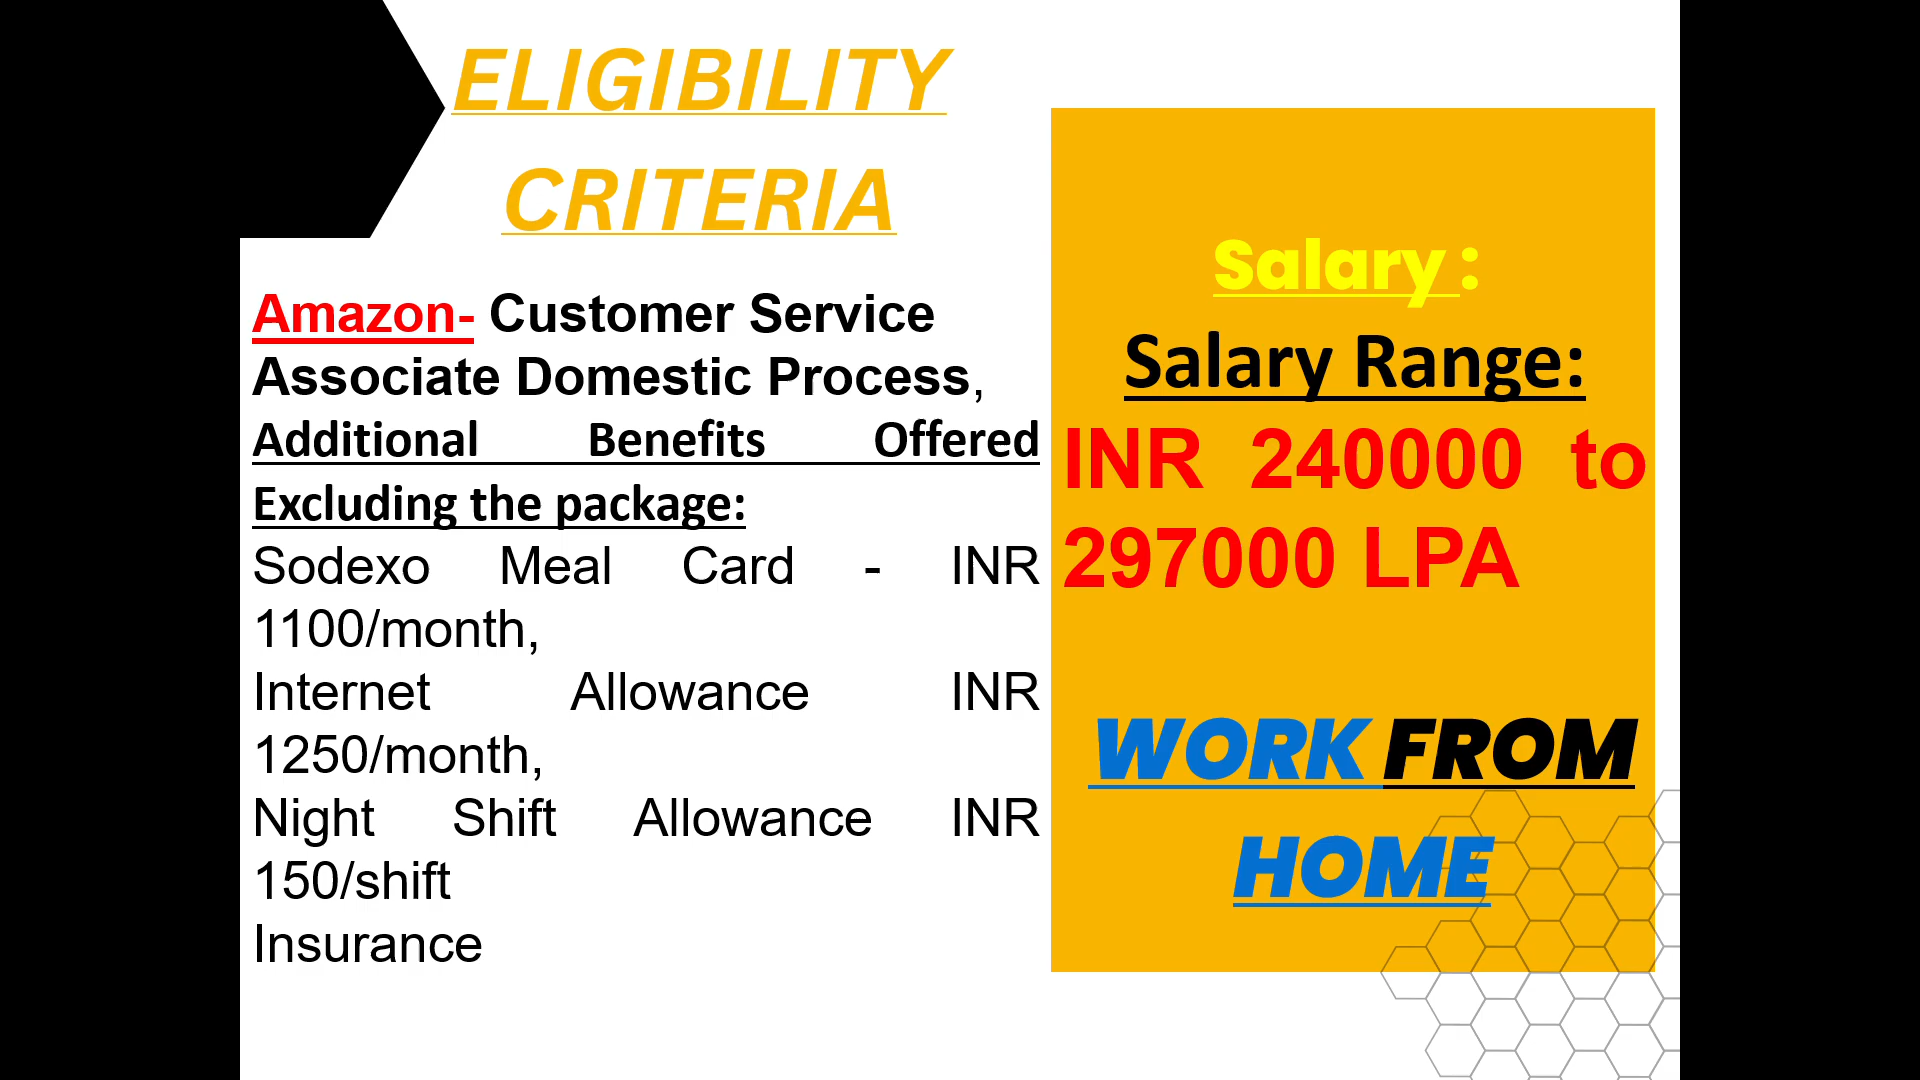 ELIGIBILITY
CRITERIA
Amazon- Customer Service
Associate Domestic Process,
Additional Benefits Offered
Excluding the package:
Sodexo Meal Card - INR
1100/month,
Internet Allowance INR
1250/month,
Night Shift Allowance INR
150/shift
Insurance
Salary :
Salary Range:
INR 240000 to
297000 LPA
WORK FROM
HOME